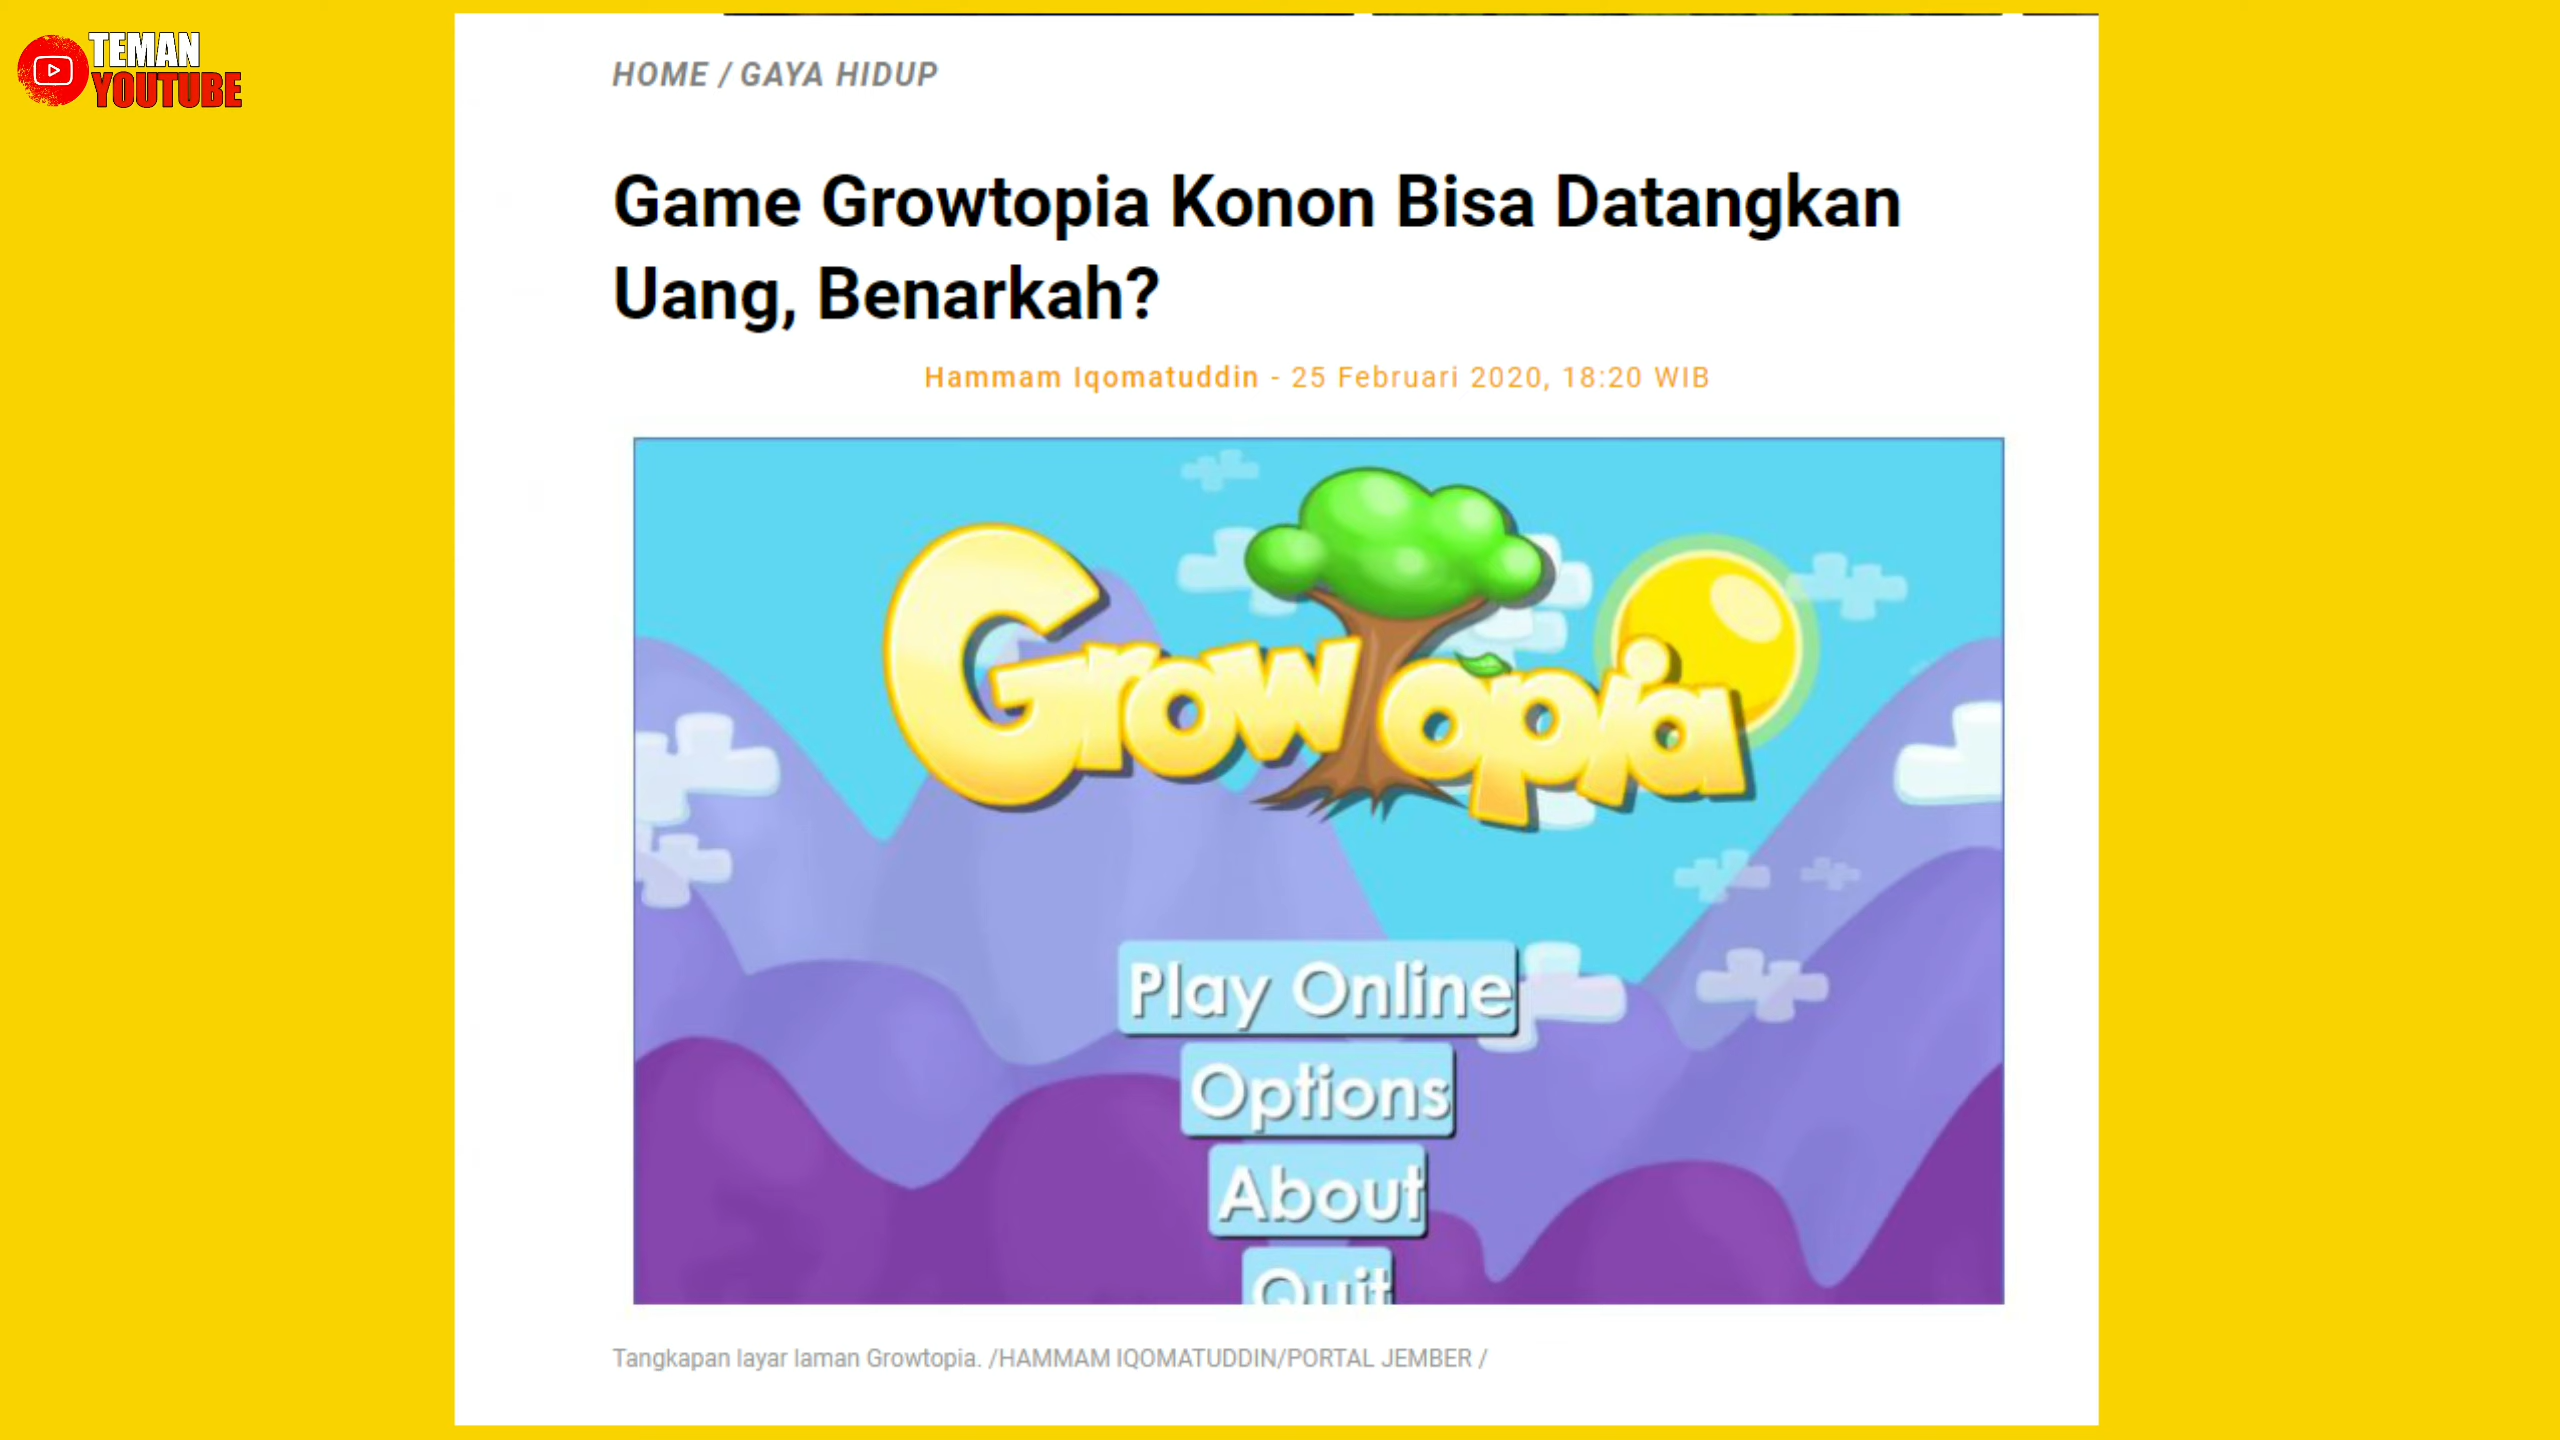 TEMAN
YOUTUBE
HOME / GAYA HIDUP
Game Growtopia Konon Bisa Datangkan
Uang, Benarkah?
Hammam Iqomatuddin - 25 Februari 2020, 18:20 WIB
Growtopia
Play Online
Options
About
Quit
Tangkapan layar laman Growtopia. /HAMMAM IQOMATUDDIN/PORTAL JEMBER /